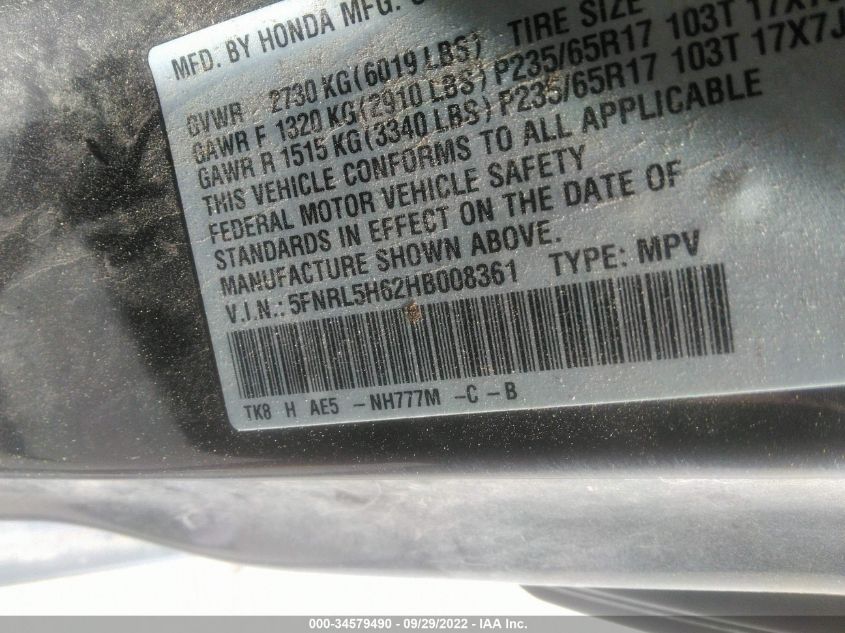 MFD. BY HONDA MFG.
TIRE SIZE
GVWR 2730 KG(6019 LBS)
GAWR F 1320 KG(2910 LBS) P235/65R17 103T
GAWR R 1515 KG(3340 LBS) P235/65R17 103T 17X7J
THIS VEHICLE CONFORMS TO ALL APPLICABLE
FEDERAL MOTOR VEHICLE SAFETY
STANDARDS IN EFFECT ON THE DATE OF
MANUFACTURE SHOWN ABOVE.
V.I.N.: 5FNRL5H62HB008361 TYPE: MPV
TK8 H AE5 -NH777M -C -B
000-34579490 - 09/29/2022 - IAA Inc.